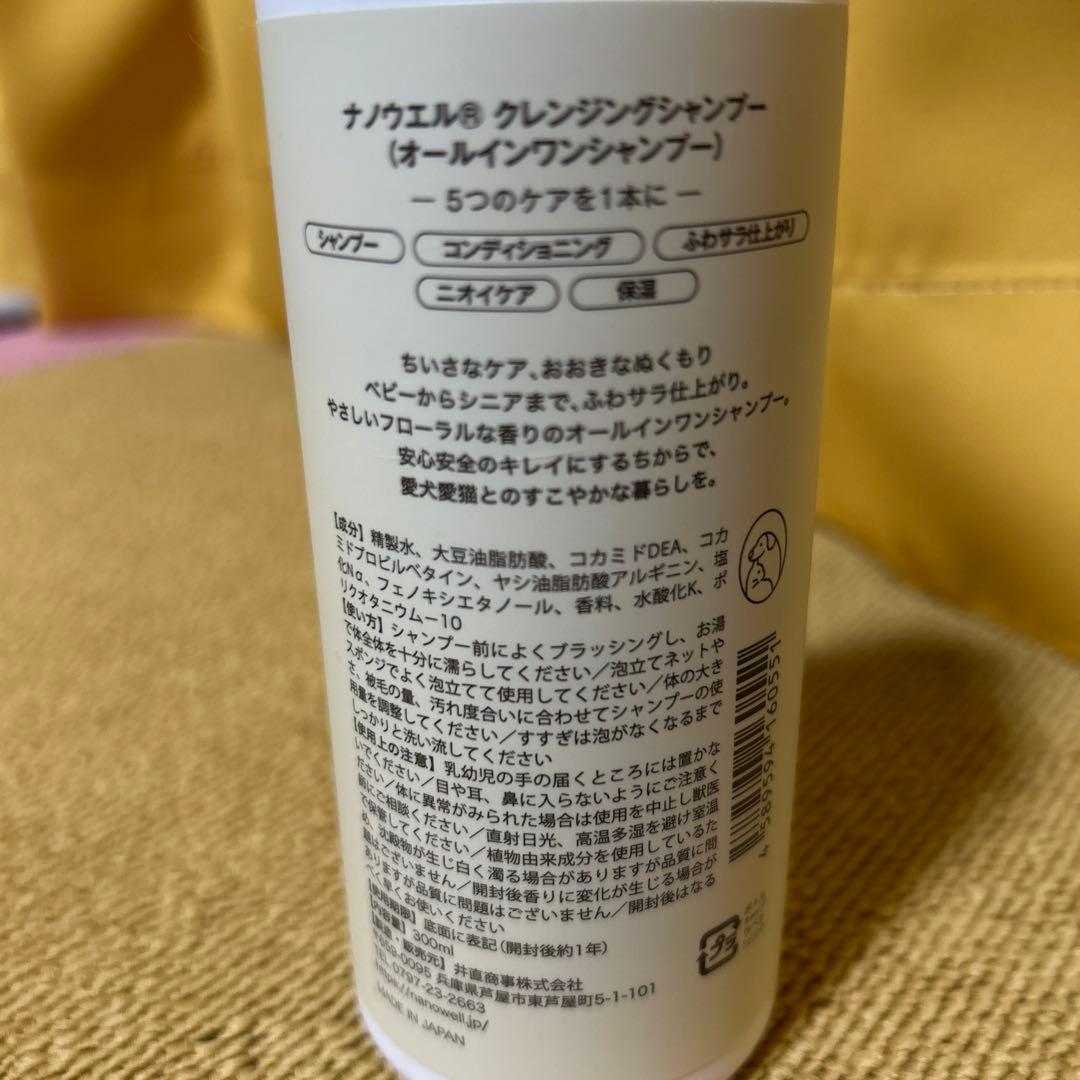 ナノウエル® クレンジングシャンプー
(オールインワンシャンプー)
― 5つのケアを1本に ―
シャンプー コンディショニング ふわサラ仕上がり
ニオイケア 保湿
ちいさなケア、おおきなぬくもり
ベビーからシニアまで、ふわサラ仕上がり。
やさしいフローラルな香りのオールインワンシャンプー。
安心安全のキレイにするちからで、
愛犬愛猫とのすこやかな暮らしを。
【成分】精製水、大豆油脂肪酸、コカミドDEA、コカ
ミドプロピルベタイン、ヤシ油脂肪酸アルギニン、塩
化Nα、フェノキシエタノール、香料、水酸化K、ポ
リクオタニウムー10
【使い方】シャンプー前によくブラッシングし、お湯
で体全体を十分に濡らしてください／泡立てネットや
スポンジでよく泡立てて使用してください／体の大き
さ、被毛の量、汚れ度合いに合わせてシャンプーの使
用量を調整してください／すすぎは泡がなくなるまで
しっかりと洗い流してください
【使用上の注意】乳幼児の手の届くところには置かな
いでください／目や耳、鼻に入らないようにご注意く
ださい／体に異常がみられた場合は使用を中止し獣医
師にご相談ください／直射日光、高温多湿を避け室温
で保管してください／植物由来成分を使用しているた
め、沈殿物が生じ白く濁る場合がありますが品質に問
題はございません／開封後香りに変化が生じる場合が
ありますが品質に問題はございません／開封後はなる
べく早くお使いください
【使用期限】底面に表記（開封後約1年）
【内容量】300ml
【製造・販売元】井直商事株式会社
〒659-0095 兵庫県芦屋市東芦屋町5-1-101
TEL 0797-23-2663
https://nanowell.jp/
MADE IN JAPAN
4 589657 4190551
プラ